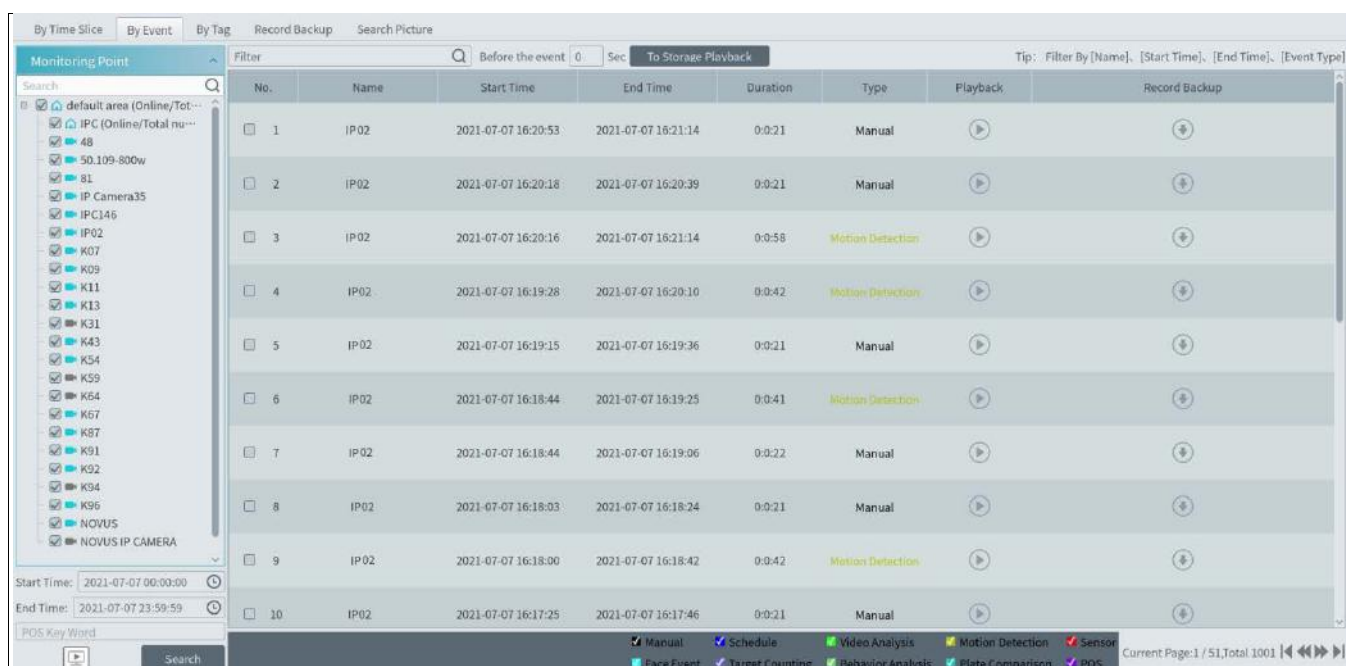 By Time Slice By Event By Tag Record Backup Search Picture
Monitoring Point
Search
default area (Online/Tot···
IPC (Online/Total nu···
48
50.109-800w
81
IP Camera35
IPC146
IP02
K07
K09
K11
K13
K31
K43
K54
K59
K64
K67
K87
K91
K92
K94
K96
NOVUS
NOVUS IP CAMERA
Start Time: 2021-07-07 00:00:00
End Time: 2021-07-07 23:59:59
POS Key Word
Search
Filter Before the event 0 Sec To Storage Playback Tip: Filter By [Name]、[Start Time]、[End Time]、[Event Type]
No. Name Start Time End Time Duration Type Playback Record Backup
1 IP02 2021-07-07 16:20:53 2021-07-07 16:21:14 0:0:21 Manual
2 IP02 2021-07-07 16:20:18 2021-07-07 16:20:39 0:0:21 Manual
3 IP02 2021-07-07 16:20:16 2021-07-07 16:21:14 0:0:58 Motion Detection
4 IP02 2021-07-07 16:19:28 2021-07-07 16:20:10 0:0:42 Motion Detection
5 IP02 2021-07-07 16:19:15 2021-07-07 16:19:36 0:0:21 Manual
6 IP02 2021-07-07 16:18:44 2021-07-07 16:19:25 0:0:41 Motion Detection
7 IP02 2021-07-07 16:18:44 2021-07-07 16:19:06 0:0:22 Manual
8 IP02 2021-07-07 16:18:03 2021-07-07 16:18:24 0:0:21 Manual
9 IP02 2021-07-07 16:18:00 2021-07-07 16:18:42 0:0:42 Motion Detection
10 IP02 2021-07-07 16:17:25 2021-07-07 16:17:46 0:0:21 Manual
Manual Schedule Video Analysis Motion Detection Sensor
Face Event Target Counting Behavior Analysis Plate Comparison POS
Current Page:1 / 51,Total 1001